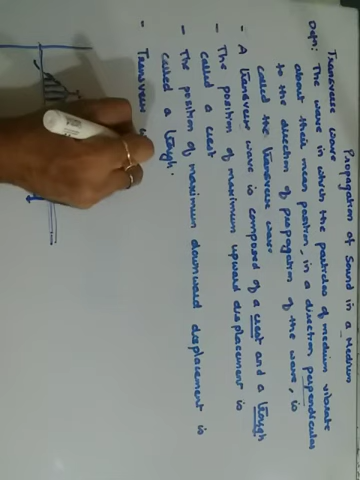 Propagation of Sound in a Medium
Transverse wave
Defn: The wave in which the particles of medium vibrate
about their mean position, in a direction perpendicular
to the direction of propagation of the wave, is
called the transverse wave
- A transverse wave is composed of a crest and a trough
- The position of maximum upward displacement is
called a crest
- The position of maximum downward displacement is
called a trough.
- Transverse